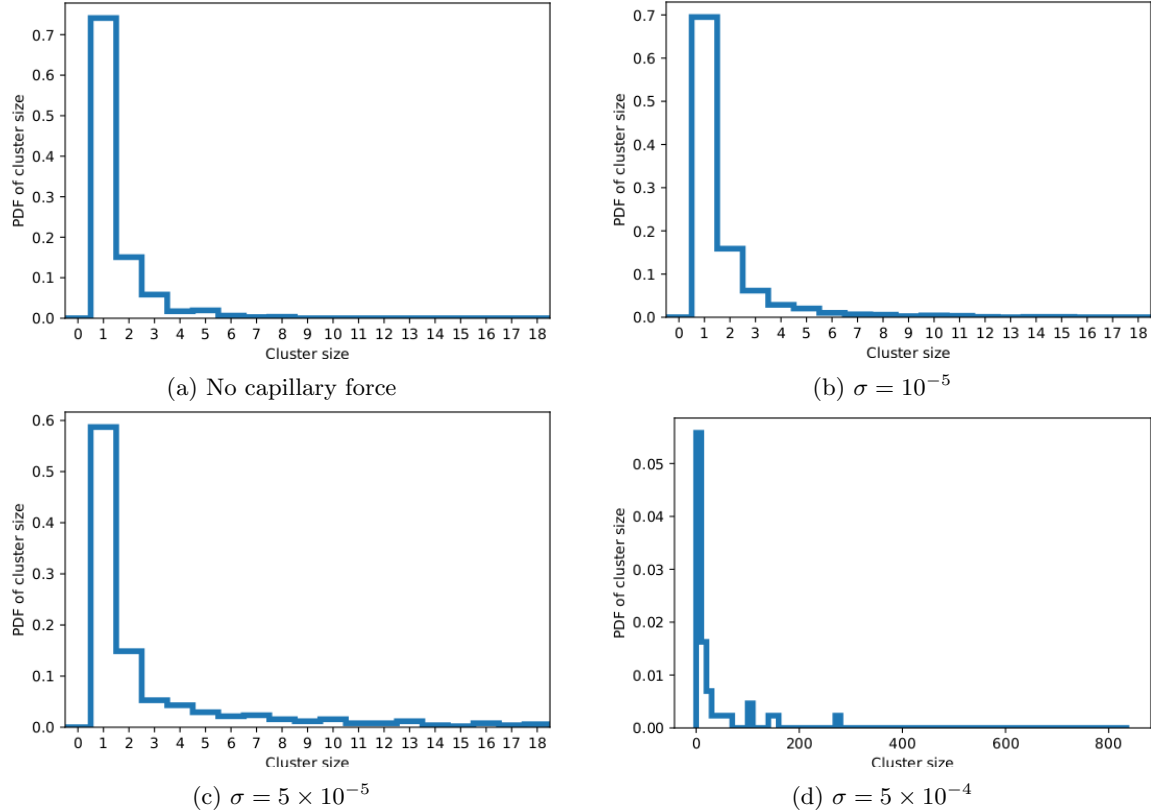 0.7
0.6
0.5
0.4
0.3
0.2
0.1
0.0
PDF of cluster size
0 1 2 3 4 5 6 7 8 9 10 11 12 13 14 15 16 17 18
Cluster size
(a) No capillary force
0.7
0.6
0.5
0.4
0.3
0.2
0.1
0.0
PDF of cluster size
0 1 2 3 4 5 6 7 8 9 10 11 12 13 14 15 16 17 18
Cluster size
(b) σ = 10⁻⁵
0.6
0.5
0.4
0.3
0.2
0.1
0.0
PDF of cluster size
0 1 2 3 4 5 6 7 8 9 10 11 12 13 14 15 16 17 18
Cluster size
(c) σ = 5 × 10⁻⁵
0.05
0.04
0.03
0.02
0.01
0.00
PDF of cluster size
0 200 400 600 800
Cluster size
(d) σ = 5 × 10⁻⁴